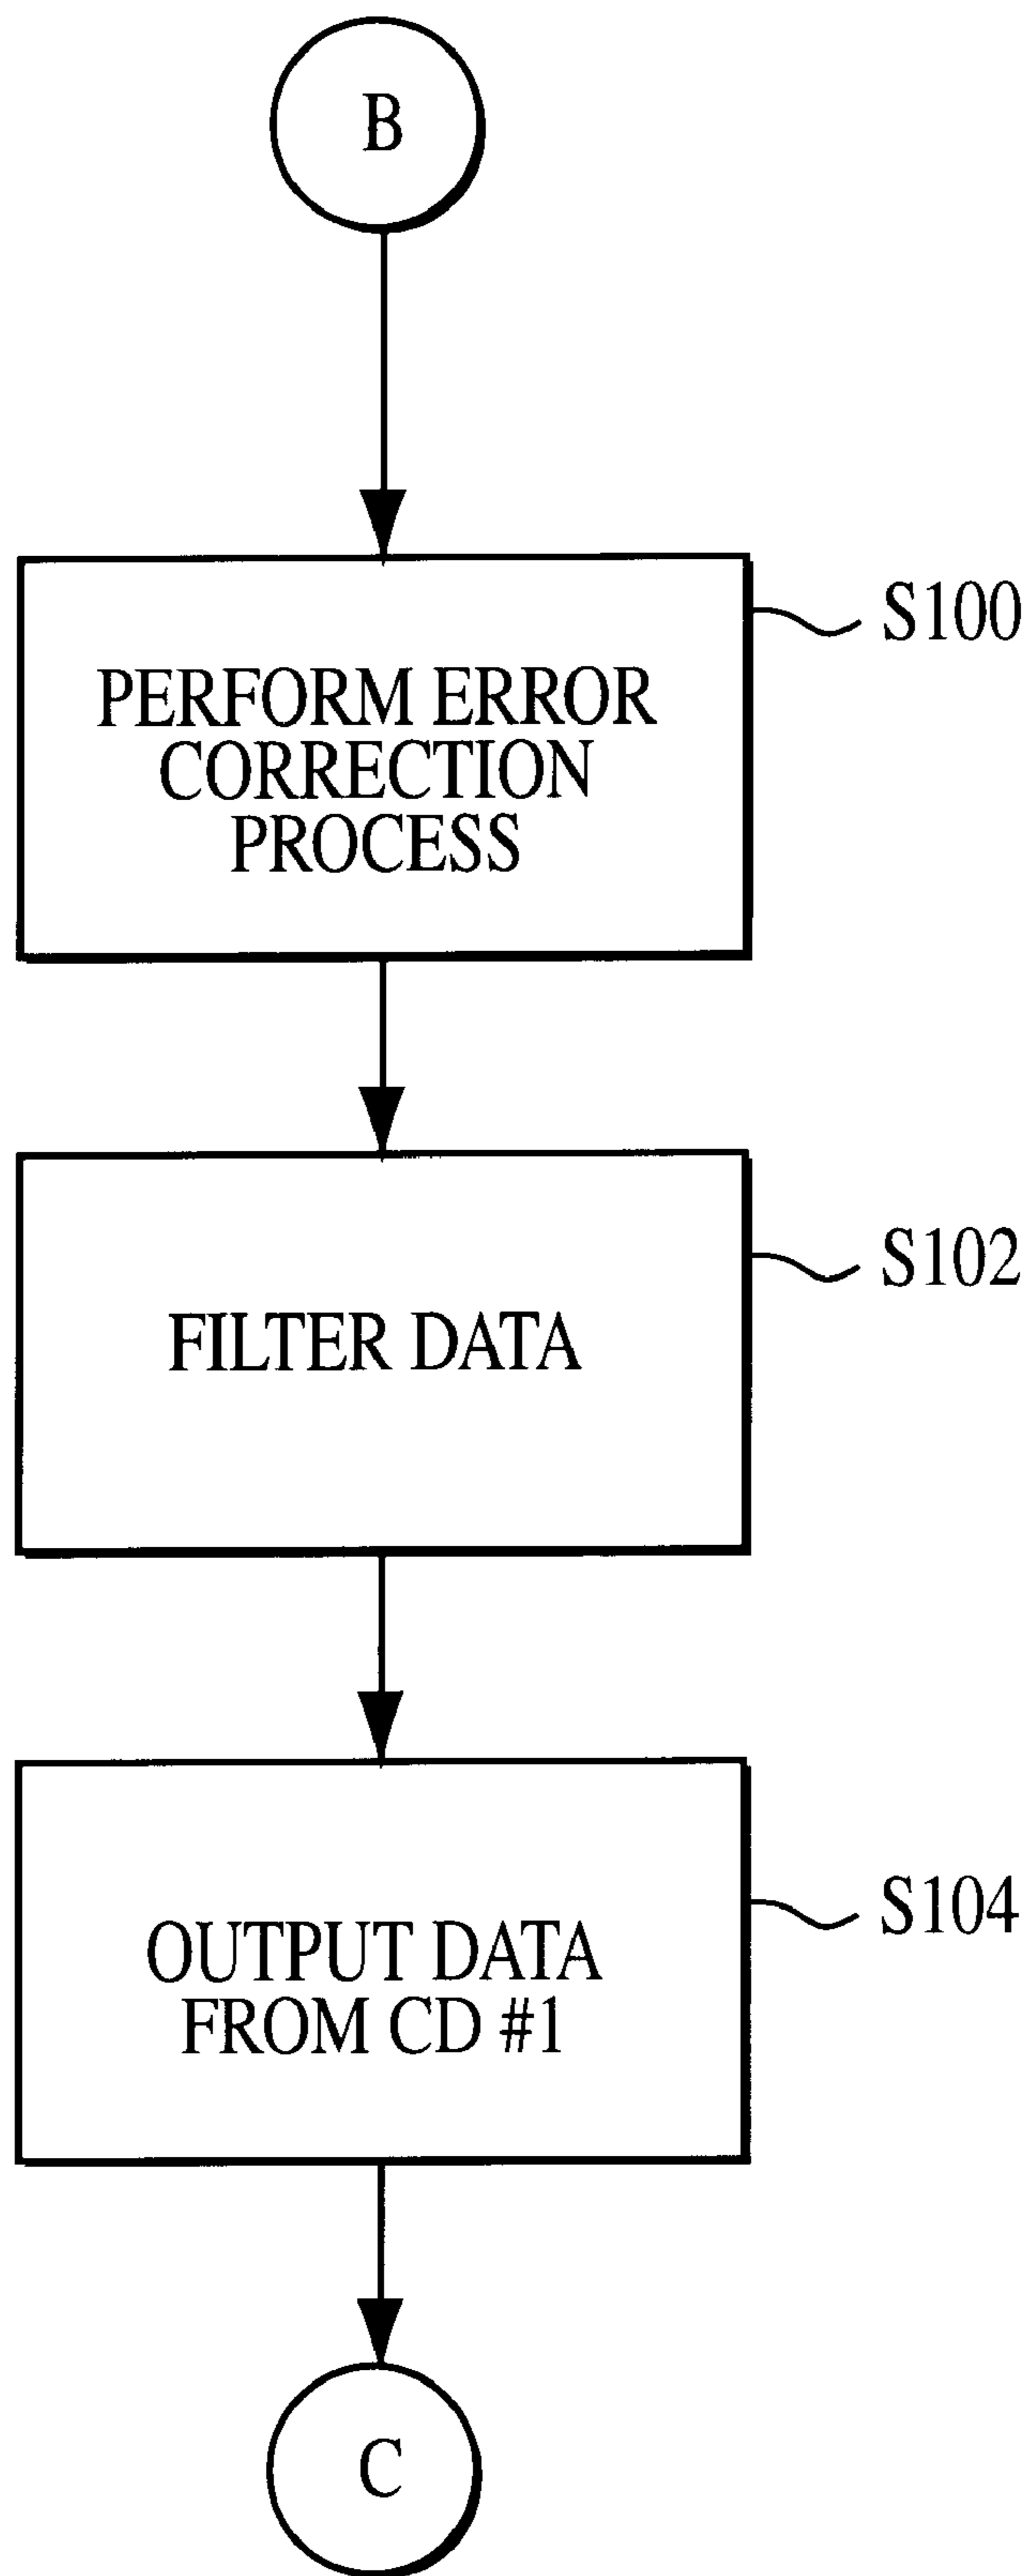 B
S100
PERFORM ERROR
CORRECTION
PROCESS
S102
FILTER DATA
S104
OUTPUT DATA
FROM CD #1
C